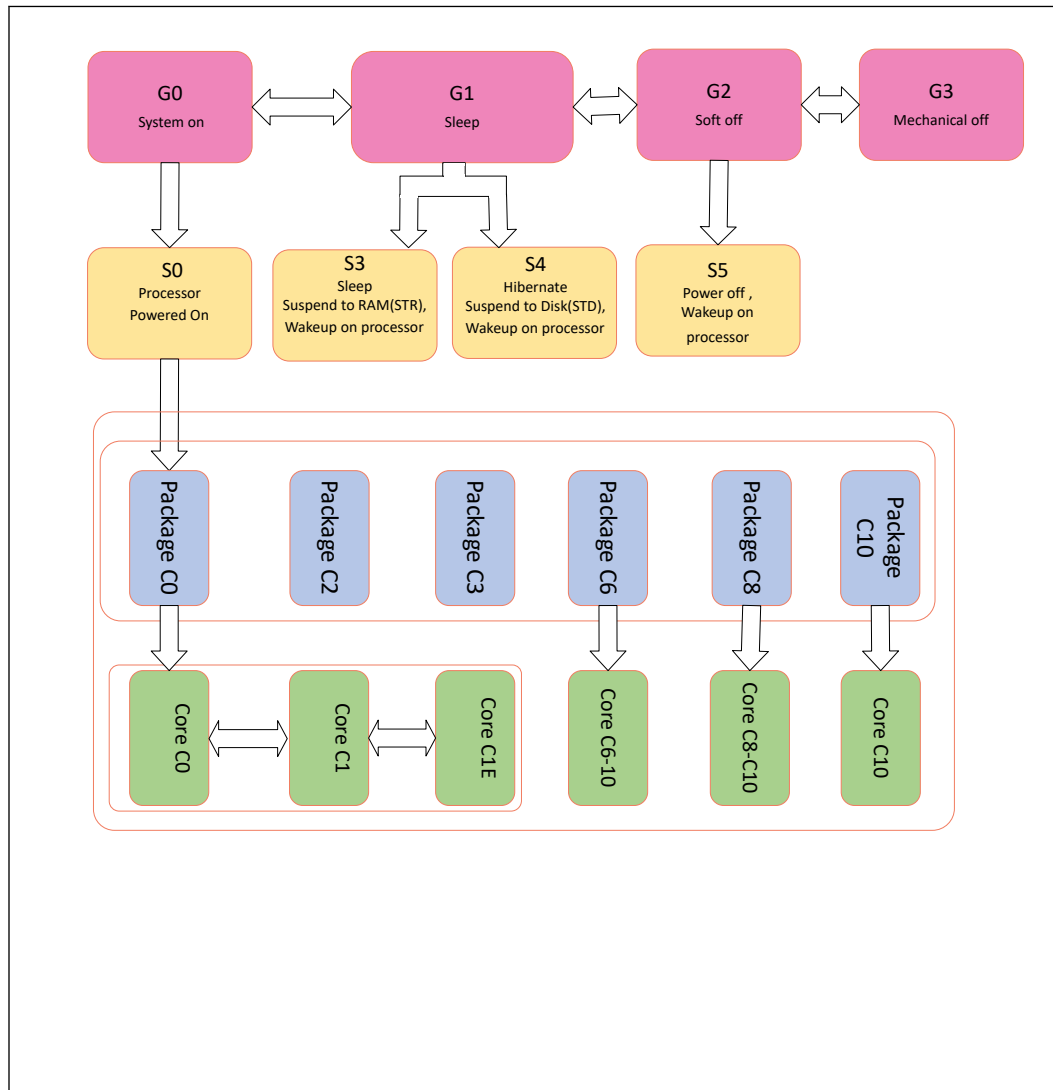 G0
System on
G1
Sleep
G2
Soft off
G3
Mechanical off
S0
Processor
Powered On
S3
Sleep
Suspend to RAM(STR),
Wakeup on processor
S4
Hibernate
Suspend to Disk(STD),
Wakeup on processor
S5
Power off ,
Wakeup on
processor
Package C0
Package C2
Package C3
Package C6
Package C8
Package
C10
Core C0
Core C1
Core C1E
Core C6-10
Core C8-C10
Core C10